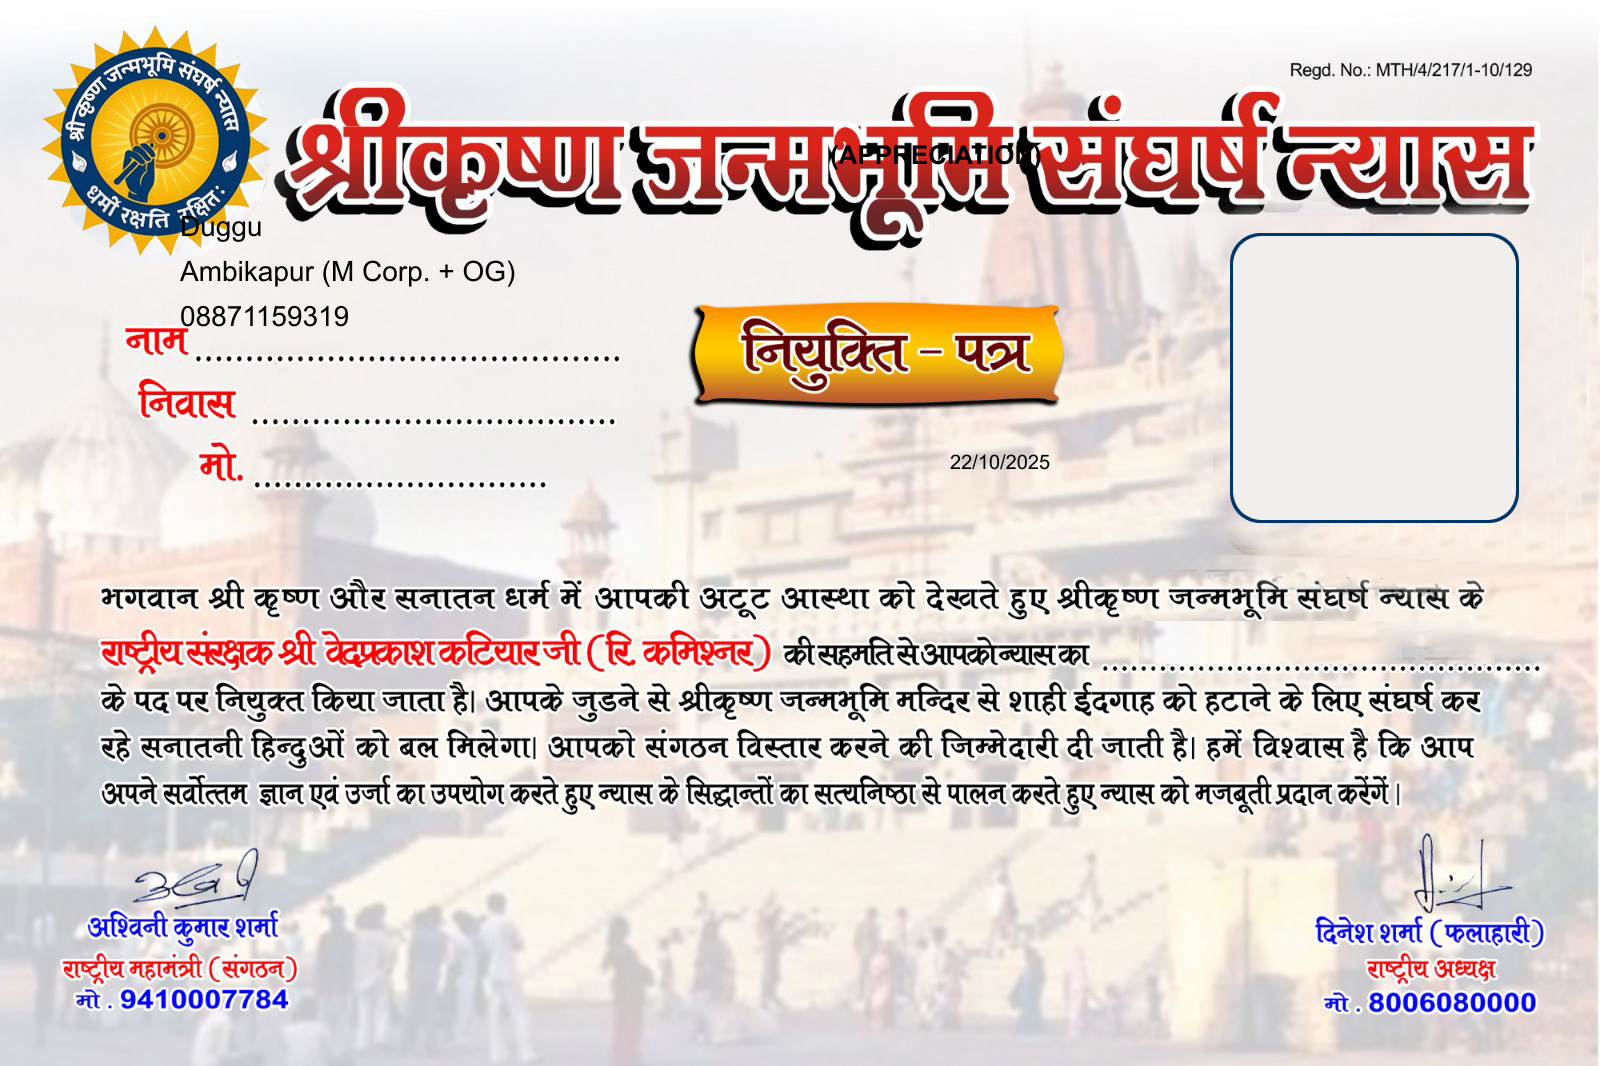 श्री कृष्ण जन्मभूमि संघर्ष न्यास
धर्मो रक्षति रक्षित:
Regd. No.: MTH/4/217/1-10/129
श्रीकृष्ण जन्मभूमि संघर्ष न्यास
(APPRECIATION)
Duggu
Ambikapur (M Corp. + OG)
08871159319
नाम ...........................................
नियुक्ति – पत्र
निवास .....................................
मो. .............................
22/10/2025
भगवान श्री कृष्ण और सनातन धर्म में आपकी अटूट आस्था को देखते हुए श्रीकृष्ण जन्मभूमि संघर्ष न्यास के
राष्ट्रीय संरक्षक श्री वेदप्रकाश कटियार जी (रि. कमिश्नर) की सहमति से आपको न्यास का ............................................
के पद पर नियुक्त किया जाता है। आपके जुडने से श्रीकृष्ण जन्मभूमि मन्दिर से शाही ईदगाह को हटाने के लिए संघर्ष कर
रहे सनातनी हिन्दुओं को बल मिलेगा। आपको संगठन विस्तार करने की जिम्मेदारी दी जाती है। हमें विश्वास है कि आप
अपने सर्वोत्तम ज्ञान एवं उर्जा का उपयोग करते हुए न्यास के सिद्धान्तों का सत्यनिष्ठा से पालन करते हुए न्यास को मजबूती प्रदान करेंगें।
अश्विनी कुमार शर्मा
राष्ट्रीय महामंत्री (संगठन)
मो . 9410007784
दिनेश शर्मा (फलाहारी)
राष्ट्रीय अध्यक्ष
मो . 8006080000